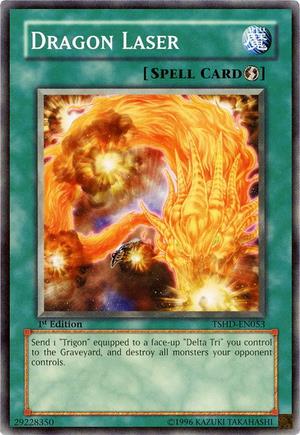 DRAGON LASER
魔
[SPELL CARD]
1st Edition
TSHD-EN053
Send 1 "Trigon" equipped to a face-up "Delta Tri" you control
to the Graveyard, and destroy all monsters your opponent
controls.
29228350
©1996 KAZUKI TAKAHASHI